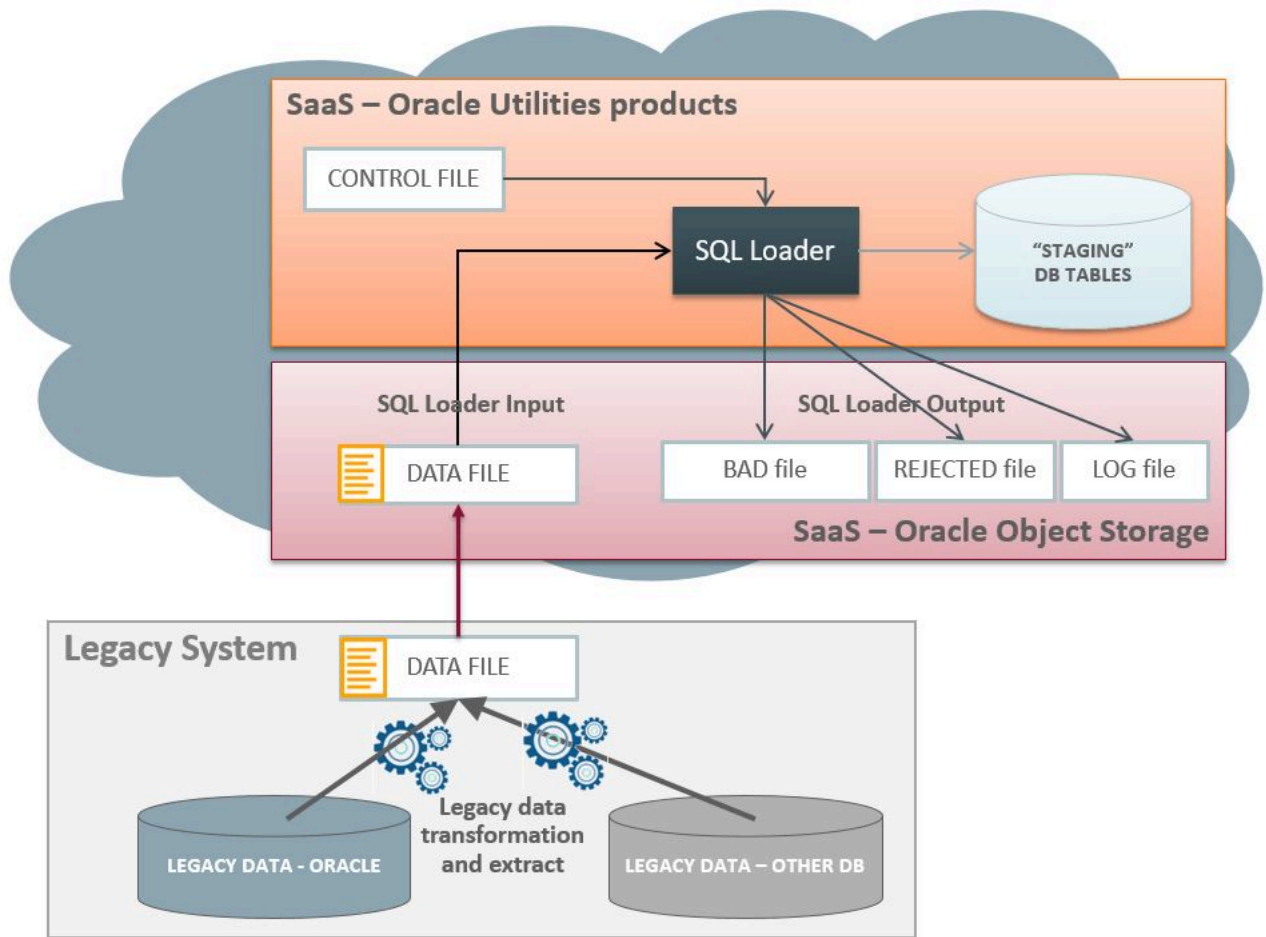 SaaS – Oracle Utilities products
CONTROL FILE
SQL Loader
“STAGING”
DB TABLES
SQL Loader Input
SQL Loader Output
DATA FILE
BAD file
REJECTED file
LOG file
SaaS – Oracle Object Storage
Legacy System
DATA FILE
Legacy data
transformation
and extract
LEGACY DATA - ORACLE
LEGACY DATA – OTHER DB